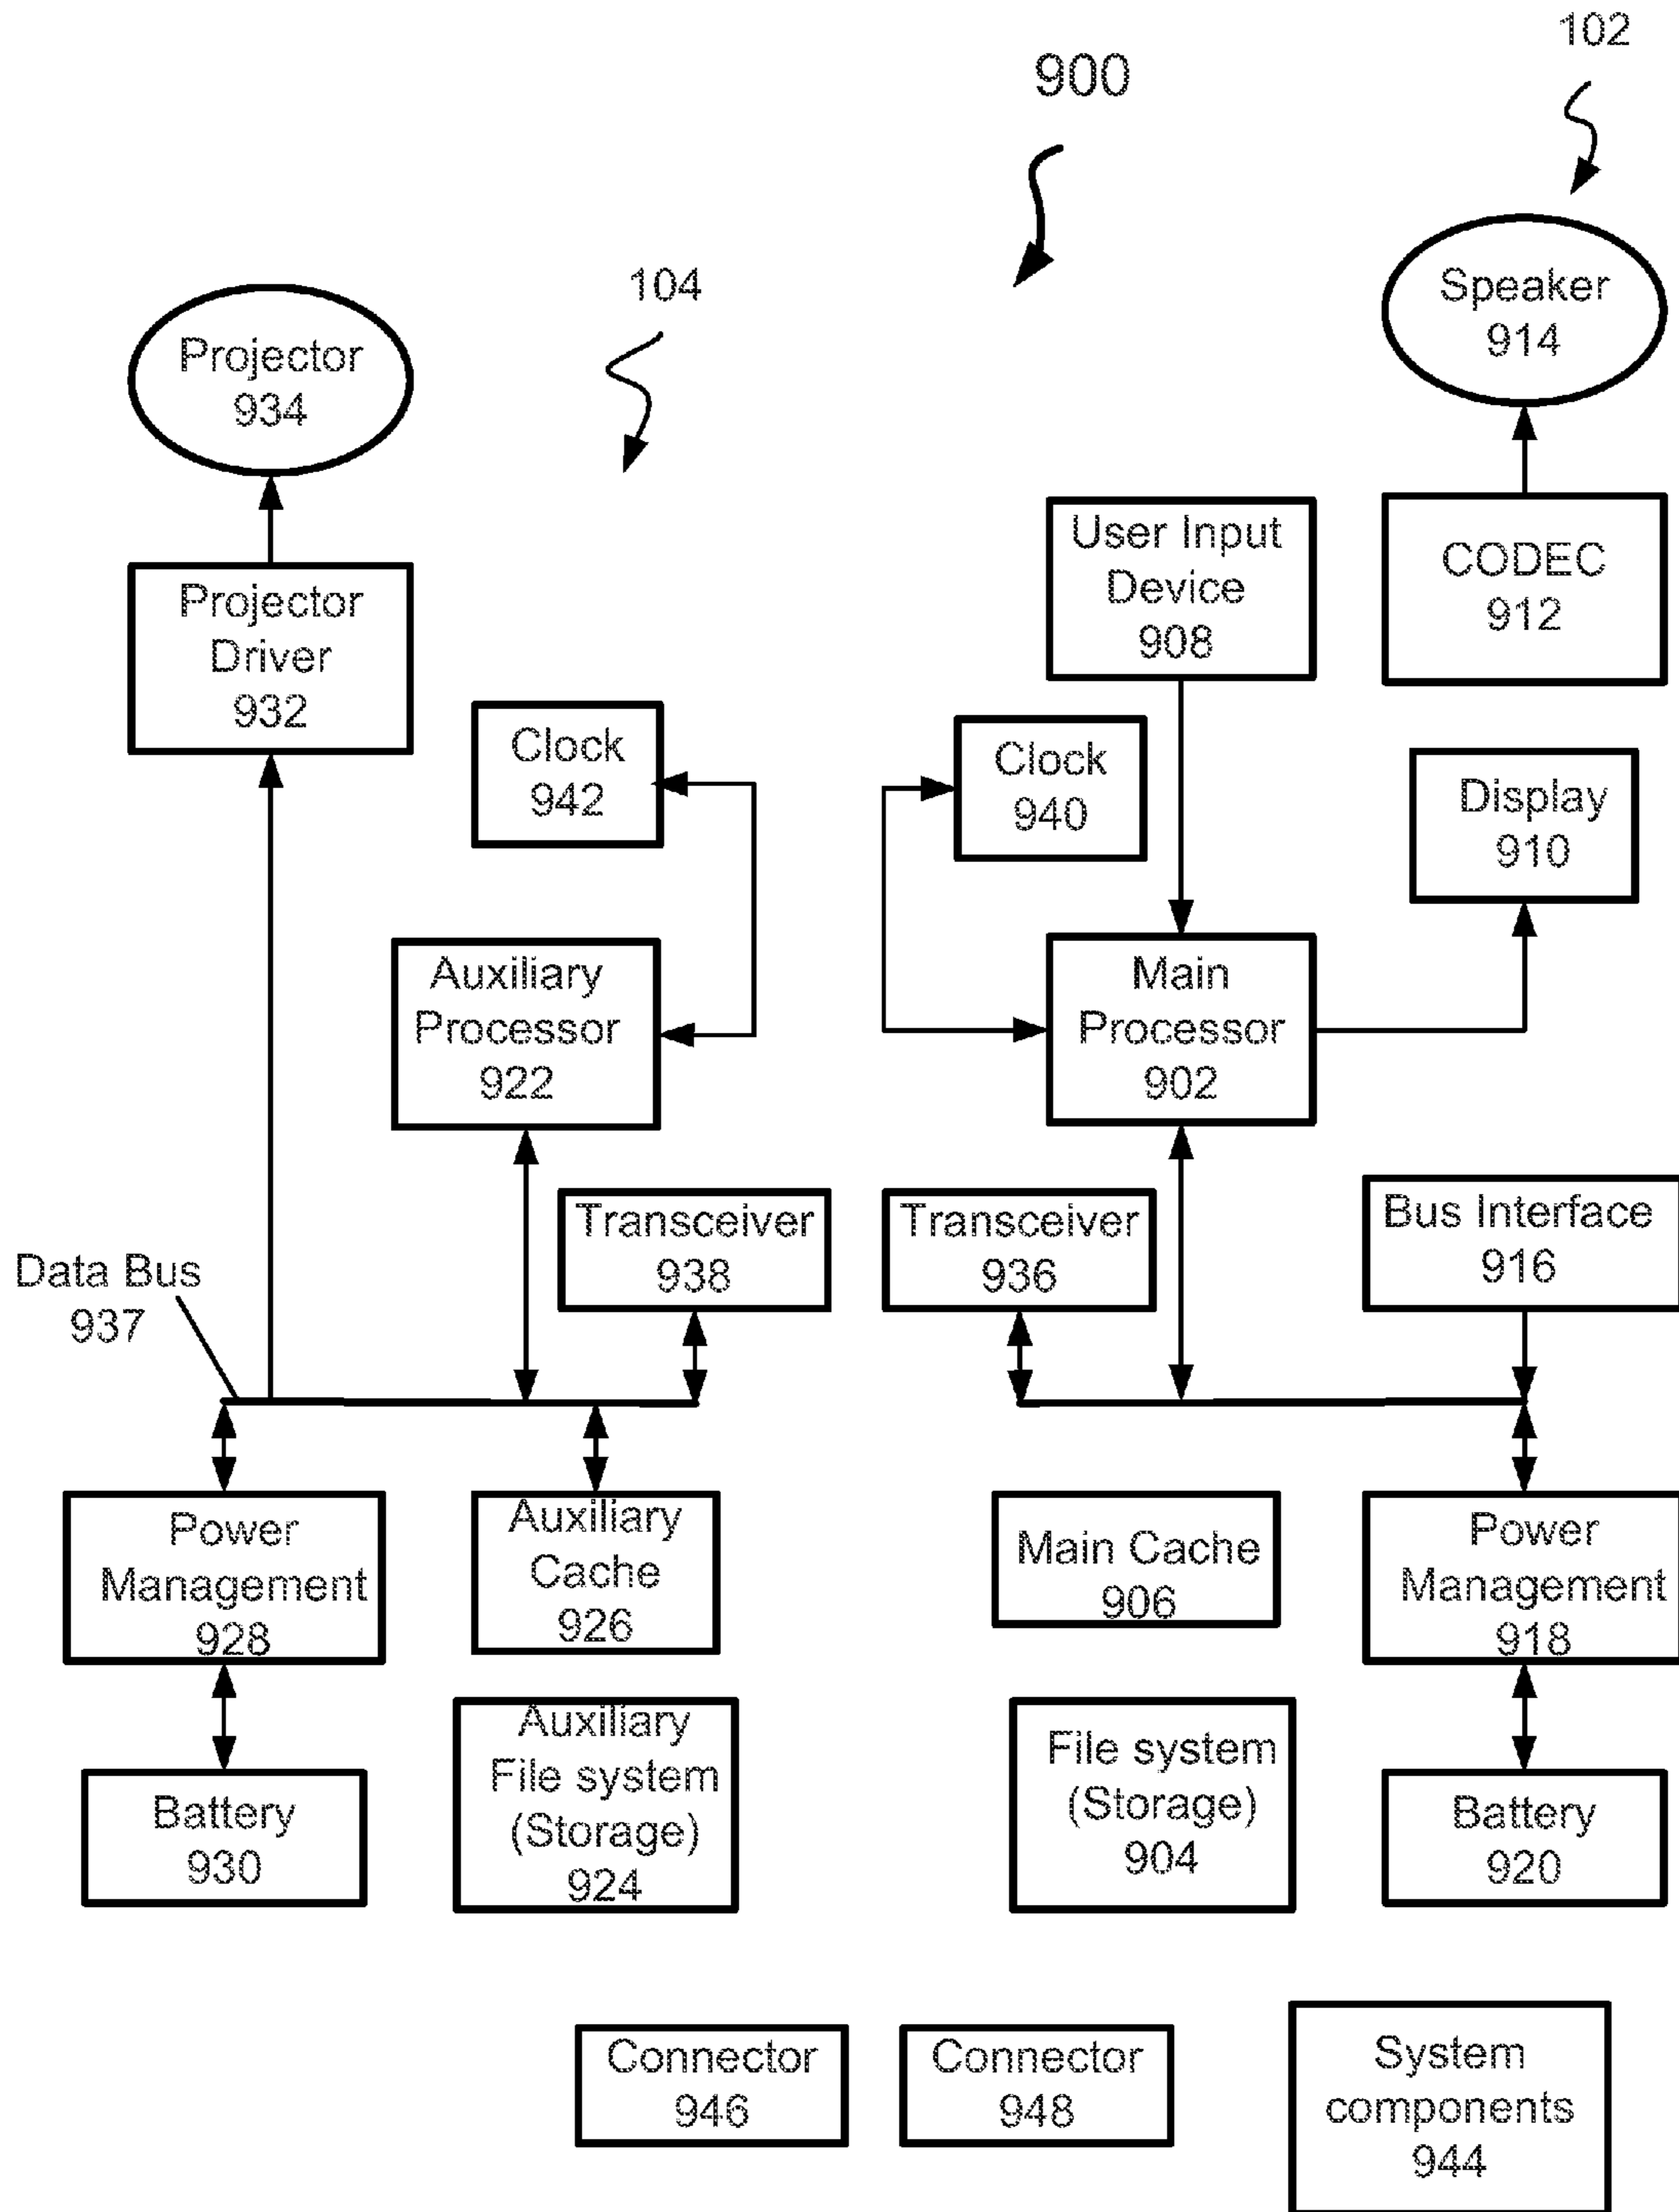 102
900
104
Speaker
914
Projector
934
User Input
Device
908
CODEC
912
Projector
Driver
932
Clock
942
Clock
940
Display
910
Auxiliary
Processor
922
Main
Processor
902
Transceiver
938
Transceiver
936
Bus Interface
916
Data Bus
937
Power
Management
928
Auxiliary
Cache
926
Main Cache
906
Power
Management
918
Auxiliary
File system
(Storage)
924
File system
(Storage)
904
Battery
930
Battery
920
Connector
946
Connector
948
System
components
944